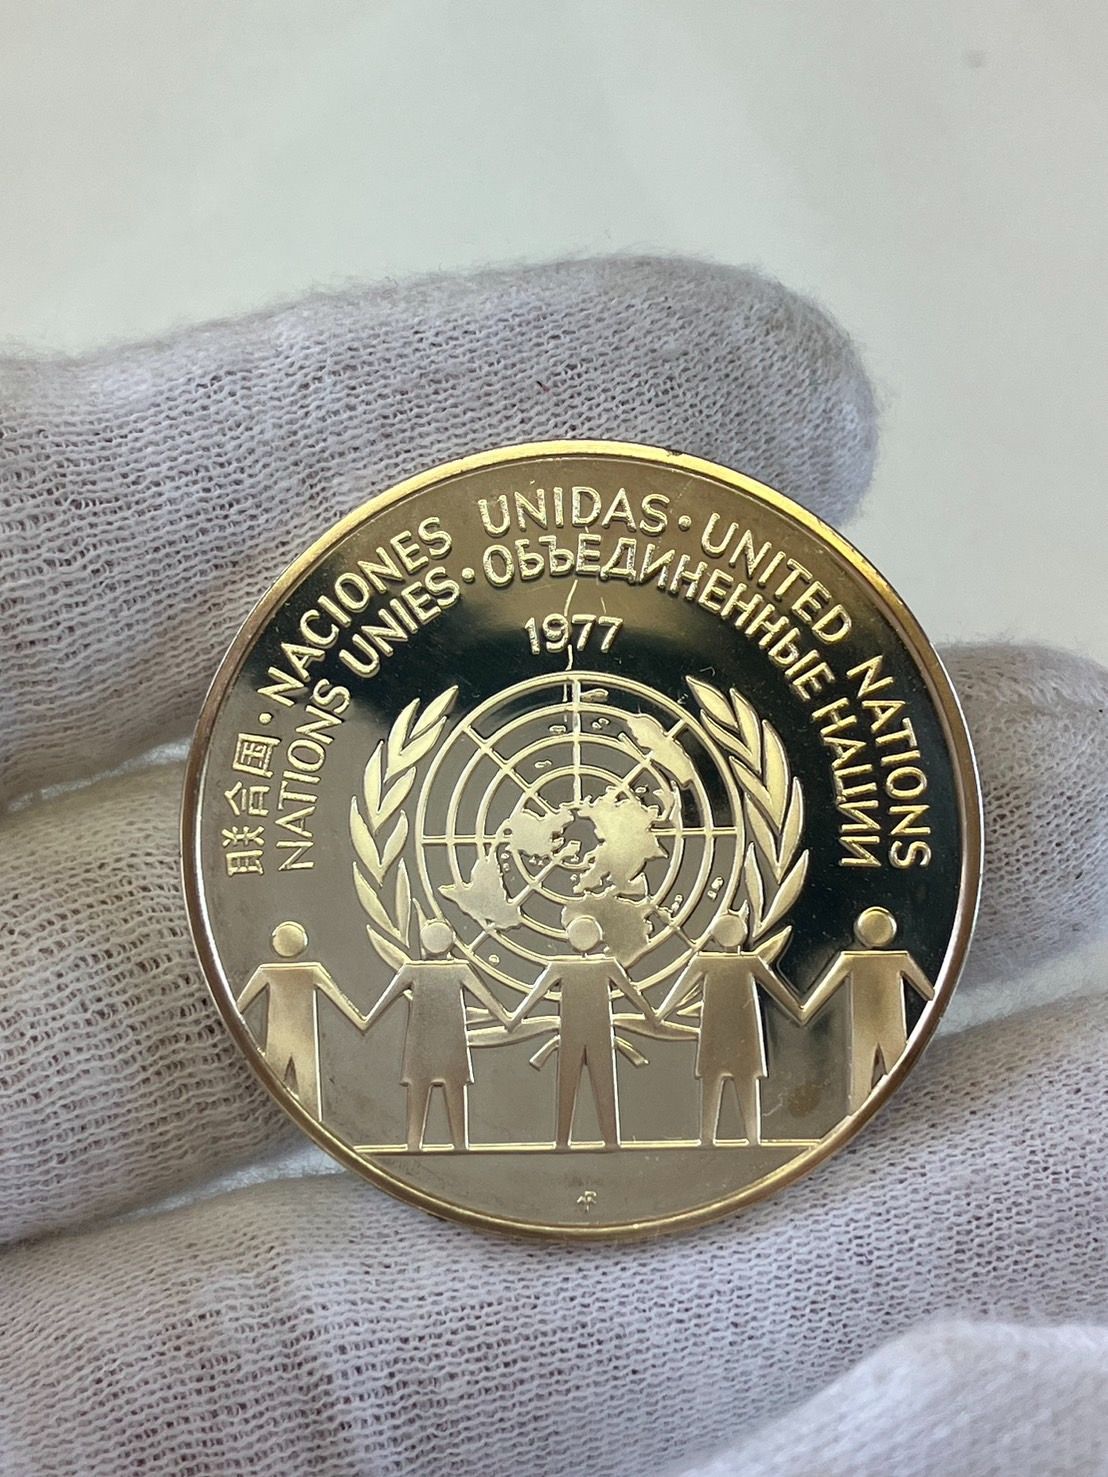 联合国·NACIONES UNIDAS·UNITED NATIONS
NATIONS UNIES·ОБЪЕДИНЕННЫЕ НАЦИИ
1977